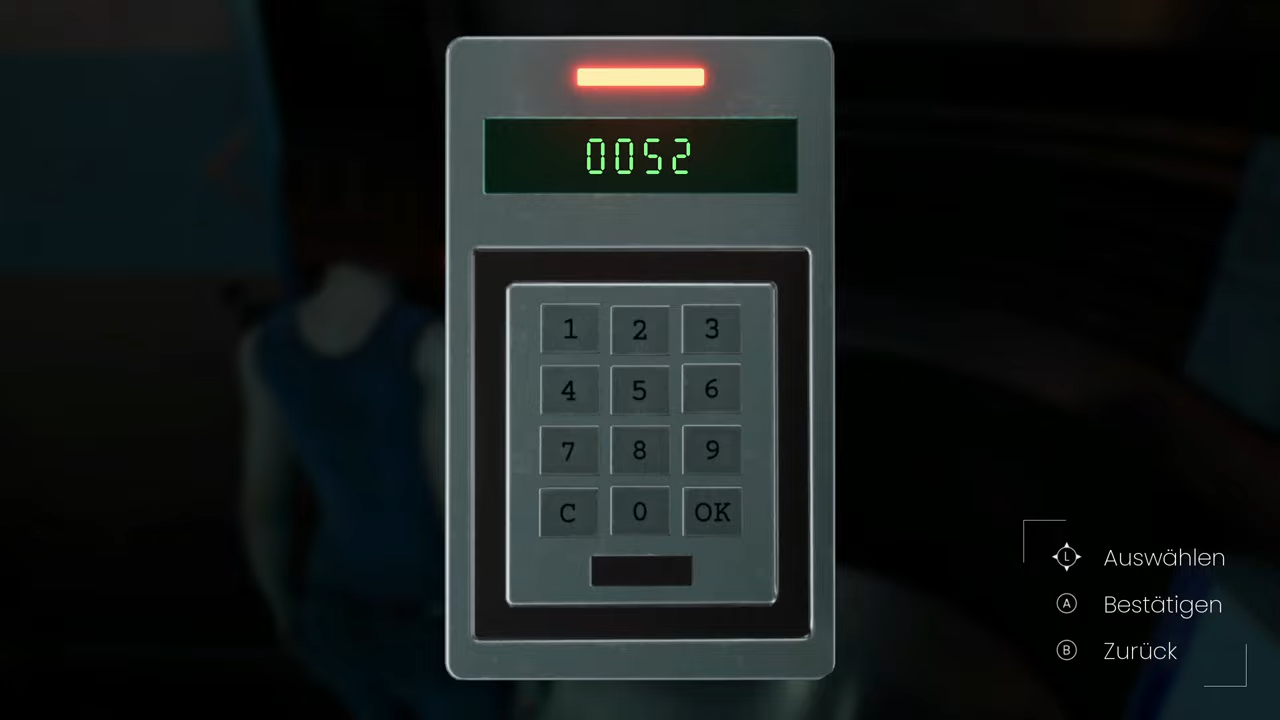 0052
1 2 3
4 5 6
7 8 9
C 0 OK
L Auswählen
A Bestätigen
B Zurück